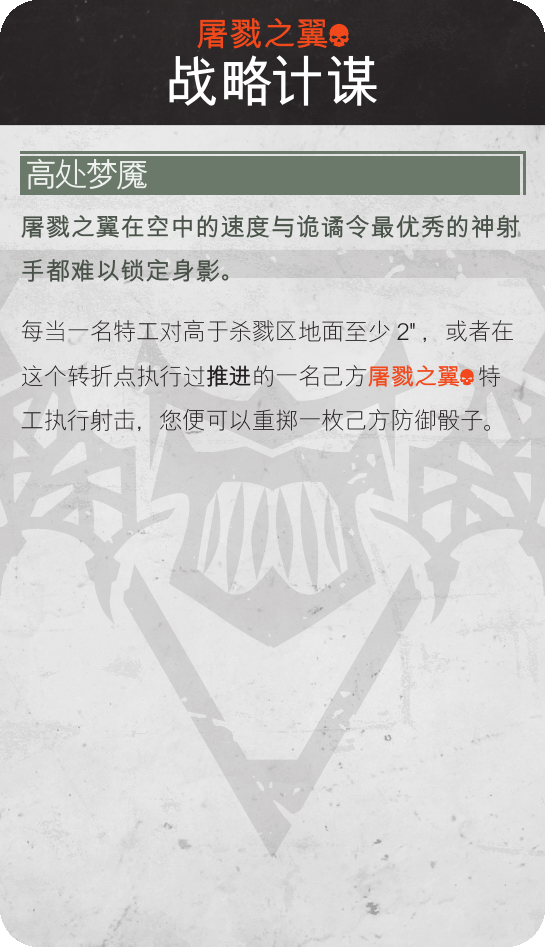 屠戮之翼
战略计谋
高处梦魇
屠戮之翼在空中的速度与诡谲令最优秀的神射
手都难以锁定身影。
每当一名特工对高于杀戮区地面至少 2"，或者在
这个转折点执行过推进的一名己方屠戮之翼特
工执行射击，您便可以重掷一枚己方防御骰子。